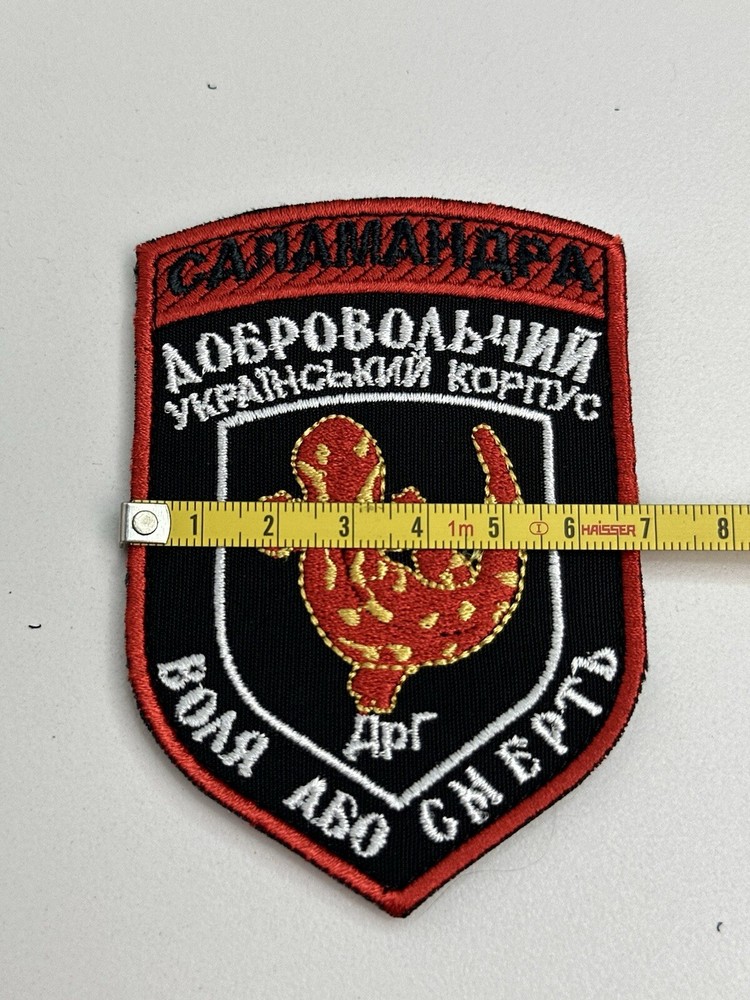 САЛАМАНДРА
ДОБРОВОЛЬЧИЙ
УКРАЇНСЬКИЙ КОРПУС
1 2 3 4 1m 5 I 6 HAISSER 7 8
ДРГ
ВОЛЯ АБО СМЕРТЬ